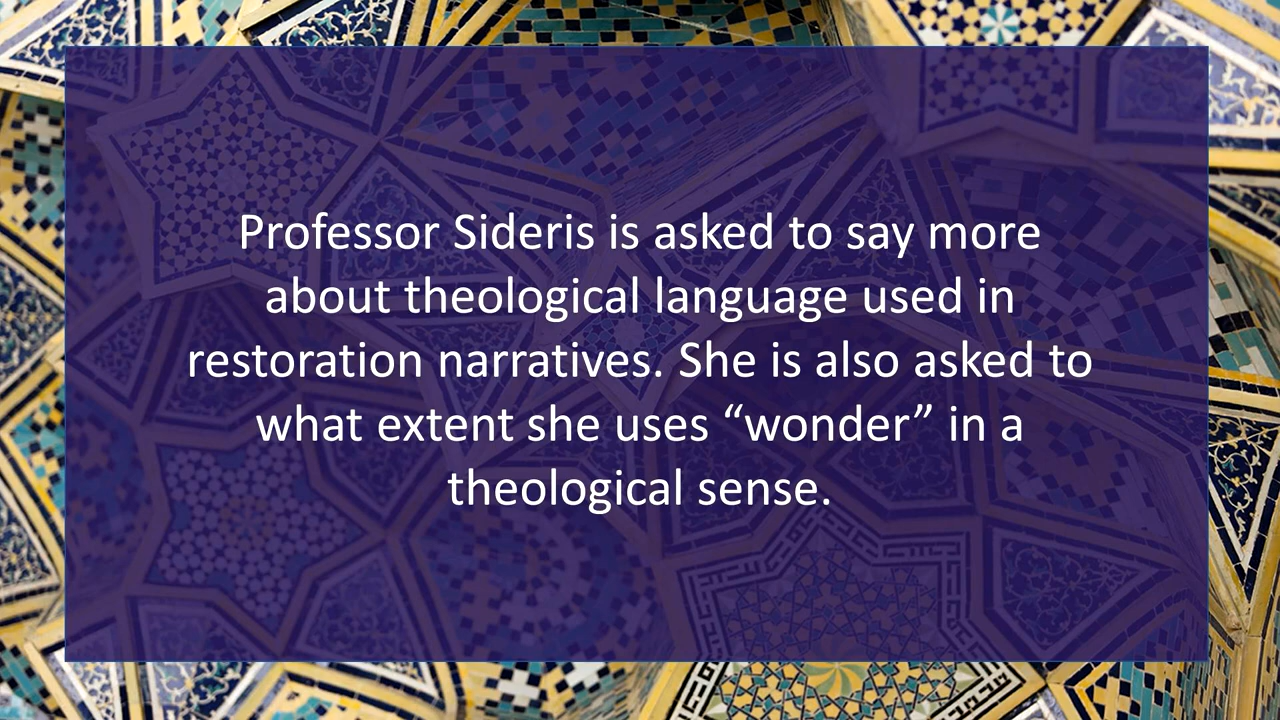 Professor Sideris is asked to say more
about theological language used in
restoration narratives. She is also asked to
what extent she uses “wonder” in a
theological sense.